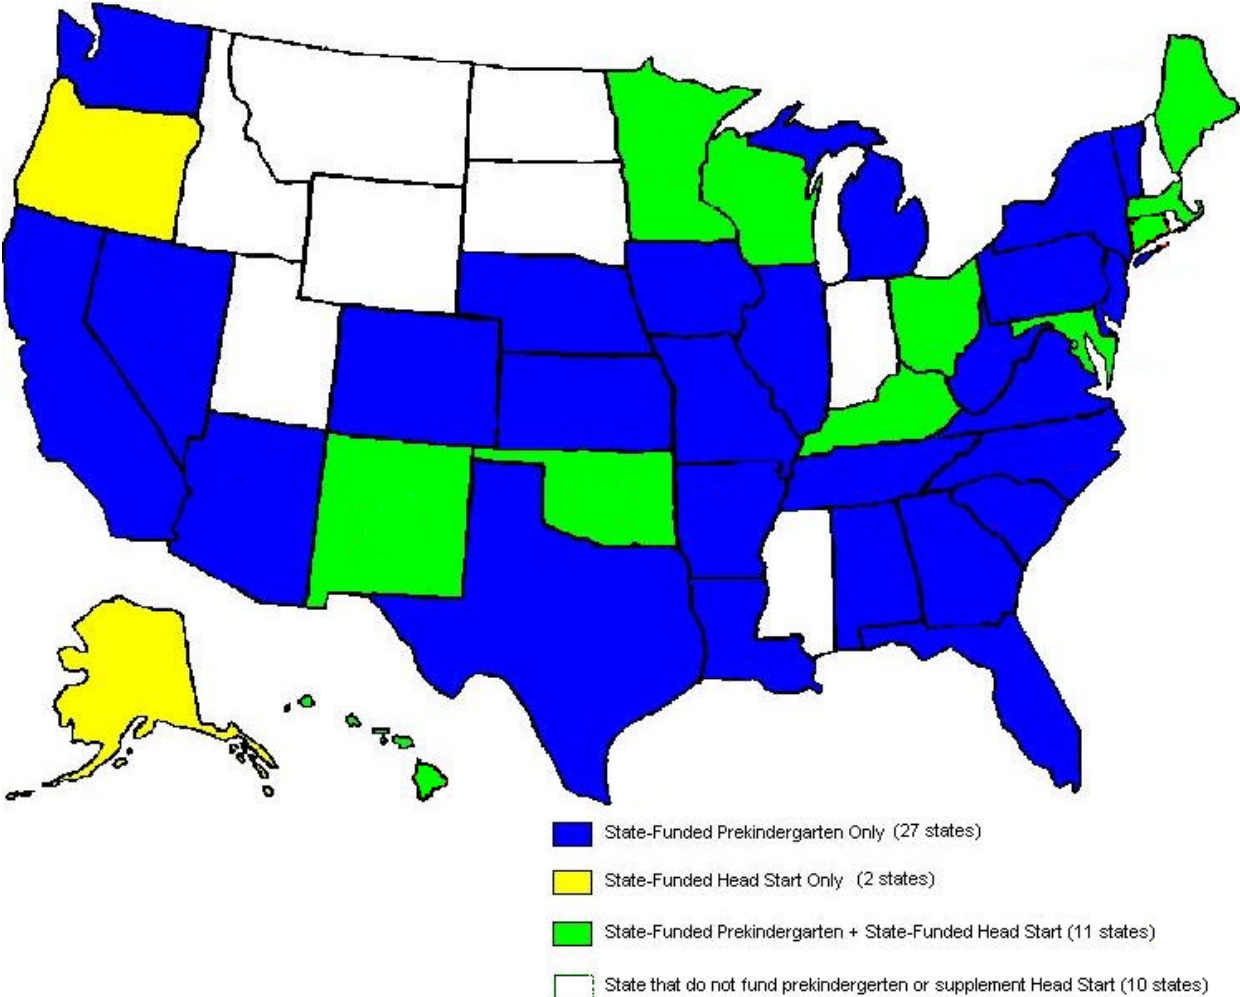 State-Funded Prekindergarten Only (27 states)
State-Funded Head Start Only (2 states)
State-Funded Prekindergarten + State-Funded Head Start (11 states)
State that do not fund prekindergerten or supplement Head Start (10 states)